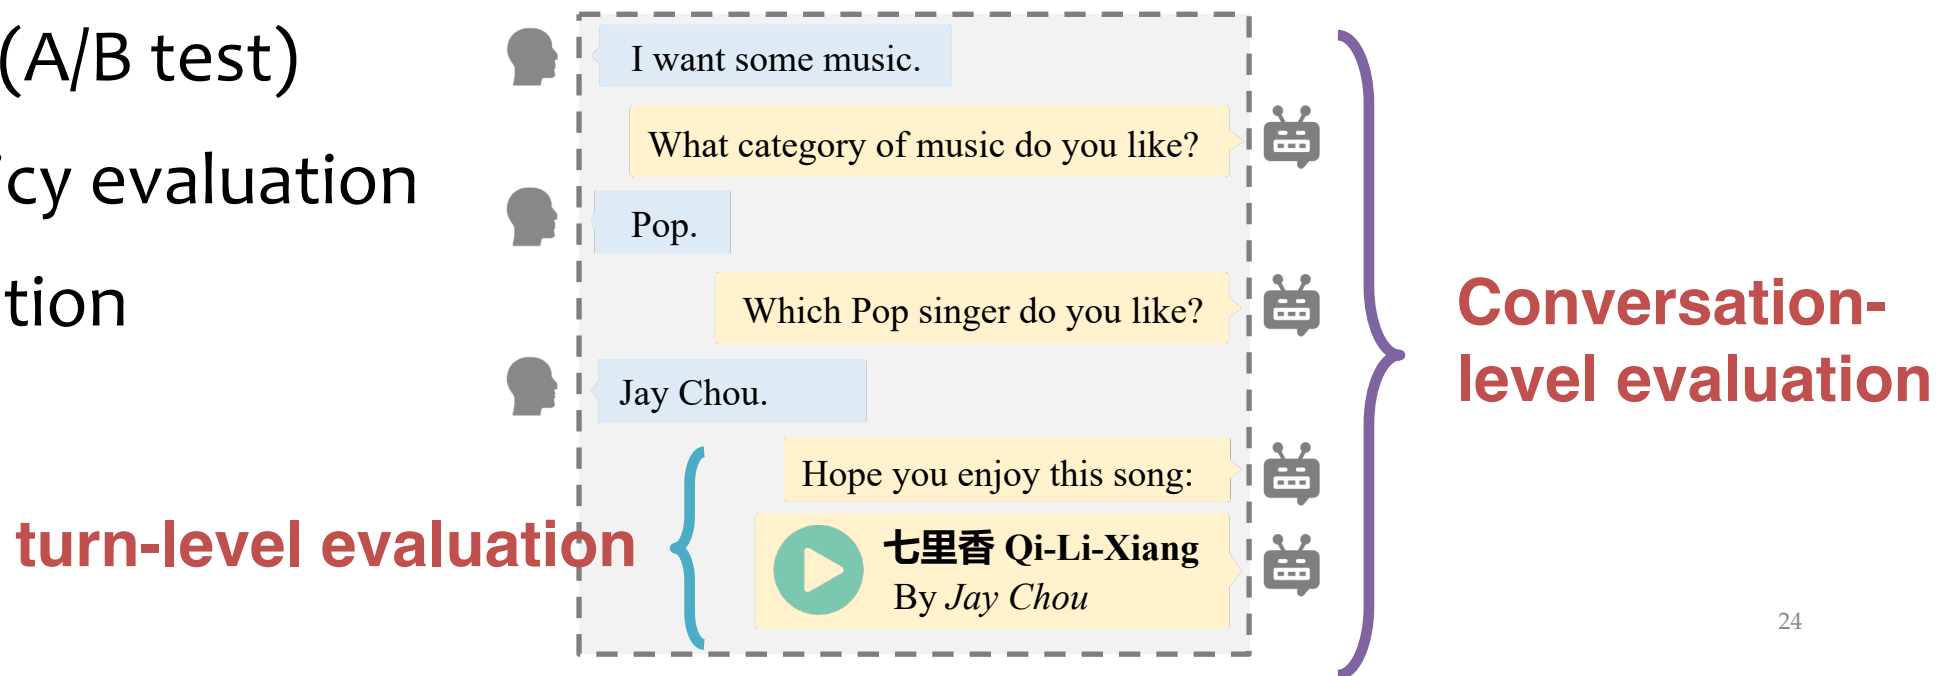 (A/B test)
cy evaluation
tion
I want some music.
What category of music do you like?
Pop.
Which Pop singer do you like?
Jay Chou.
Hope you enjoy this song:
七里香 Qi-Li-Xiang
By Jay Chou
turn-level evaluation
Conversation-
level evaluation
24